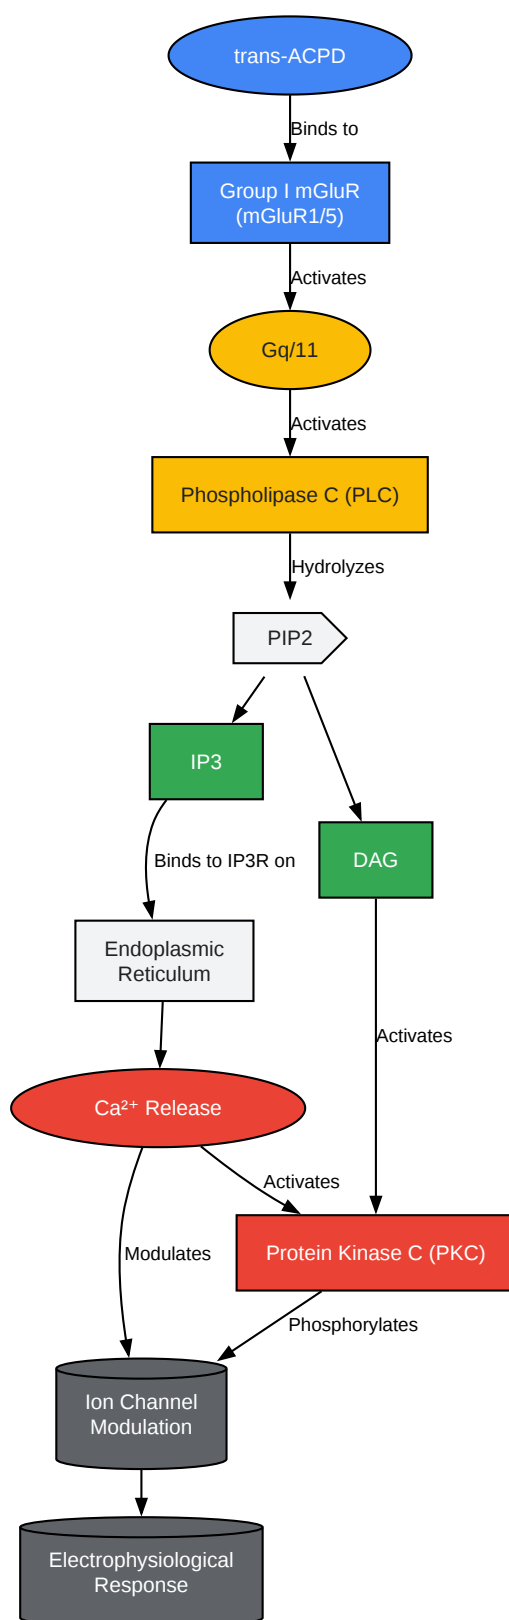 trans-ACPD
Binds to
Group I mGluR
(mGluR1/5)
Activates
Gq/11
Activates
Phospholipase C (PLC)
Hydrolyzes
PIP2
IP3
DAG
Binds to IP3R on
Endoplasmic
Reticulum
Activates
Ca²⁺ Release
Activates
Modulates
Protein Kinase C (PKC)
Phosphorylates
Ion Channel
Modulation
Electrophysiological
Response